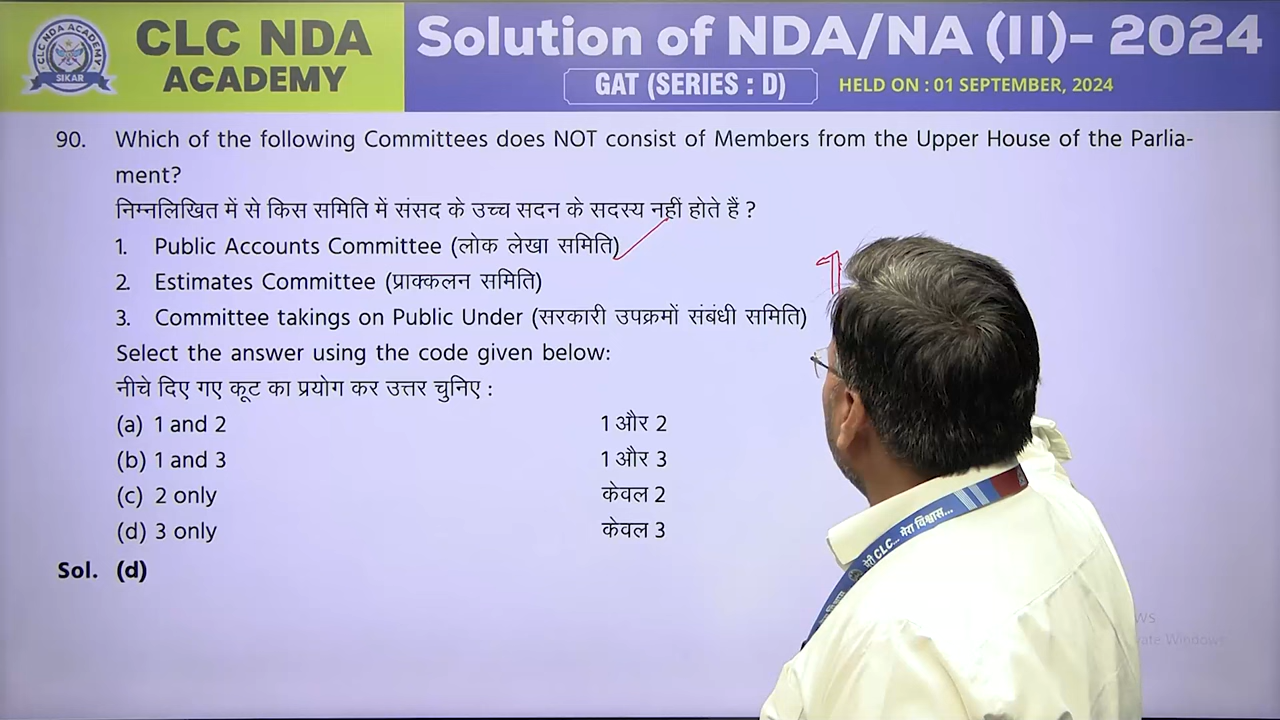 CLC NDA ACADEMY
SIKAR
CLC NDA
ACADEMY
Solution of NDA/NA (II)- 2024
GAT (SERIES : D)
HELD ON : 01 SEPTEMBER, 2024
90. Which of the following Committees does NOT consist of Members from the Upper House of the Parlia-
ment?
निम्नलिखित में से किस समिति में संसद के उच्च सदन के सदस्य नहीं होते हैं ?
1. Public Accounts Committee (लोक लेखा समिति)
2. Estimates Committee (प्राक्कलन समिति)
3. Committee takings on Public Under (सरकारी उपक्रमों संबंधी समिति)
Select the answer using the code given below:
नीचे दिए गए कूट का प्रयोग कर उत्तर चुनिए :
(a) 1 and 2 1 और 2
(b) 1 and 3 1 और 3
(c) 2 only केवल 2
(d) 3 only केवल 3
Sol. (d)
मेरी CLC... मेरा विश्वास...